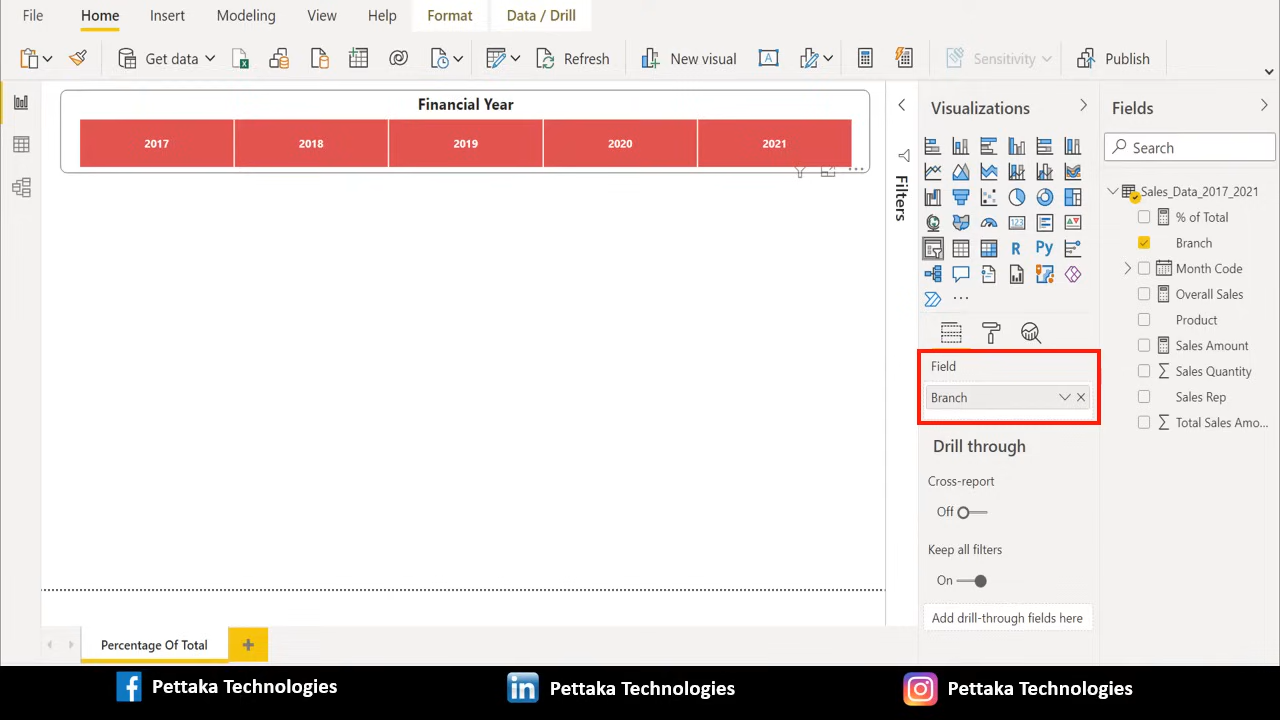 File Home Insert Modeling View Help Format Data / Drill
Get data Refresh New visual Sensitivity Publish
Financial Year
2017 2018 2019 2020 2021
Filters
Visualizations
123
R Py
Field
Branch
Drill through
Cross-report
Off
Keep all filters
On
Add drill-through fields here
Fields
Search
Sales_Data_2017_2021
% of Total
Branch
Month Code
Overall Sales
Product
Sales Amount
Sales Quantity
Sales Rep
Total Sales Amo...
Percentage Of Total
Pettaka Technologies Pettaka Technologies Pettaka Technologies